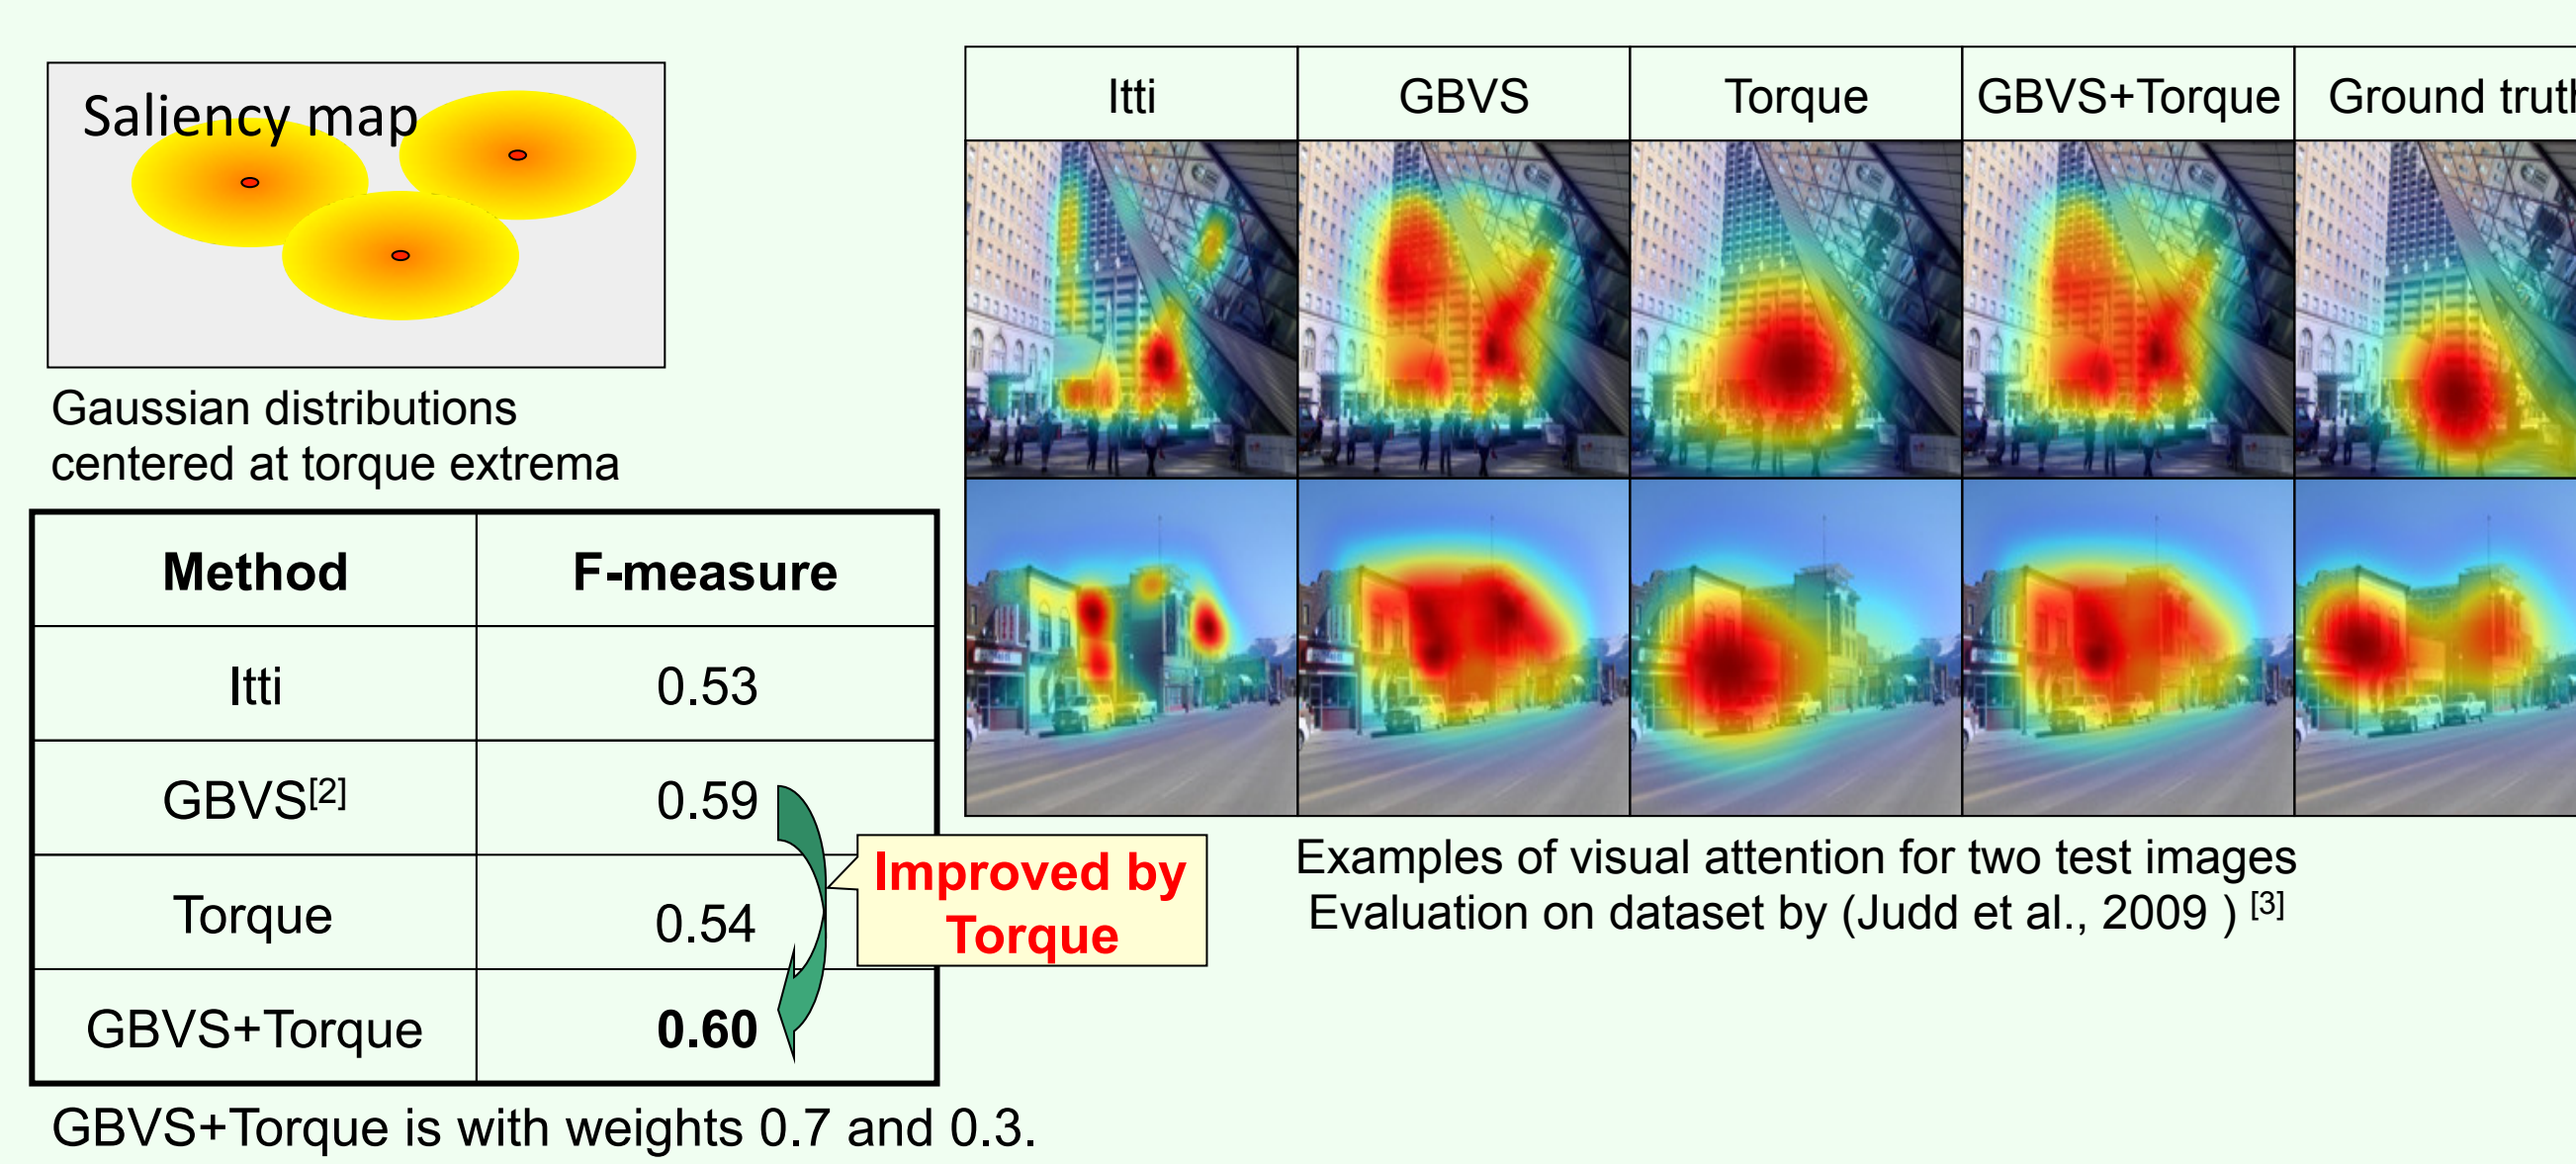 Saliency map
Gaussian distributions
centered at torque extrema
Method F-measure
Itti 0.53
GBVS[2] 0.59
Torque 0.54
GBVS+Torque 0.60
Improved by
Torque
GBVS+Torque is with weights 0.7 and 0.3.
Itti GBVS Torque GBVS+Torque Ground truth
Examples of visual attention for two test images
Evaluation on dataset by (Judd et al., 2009 ) [3]